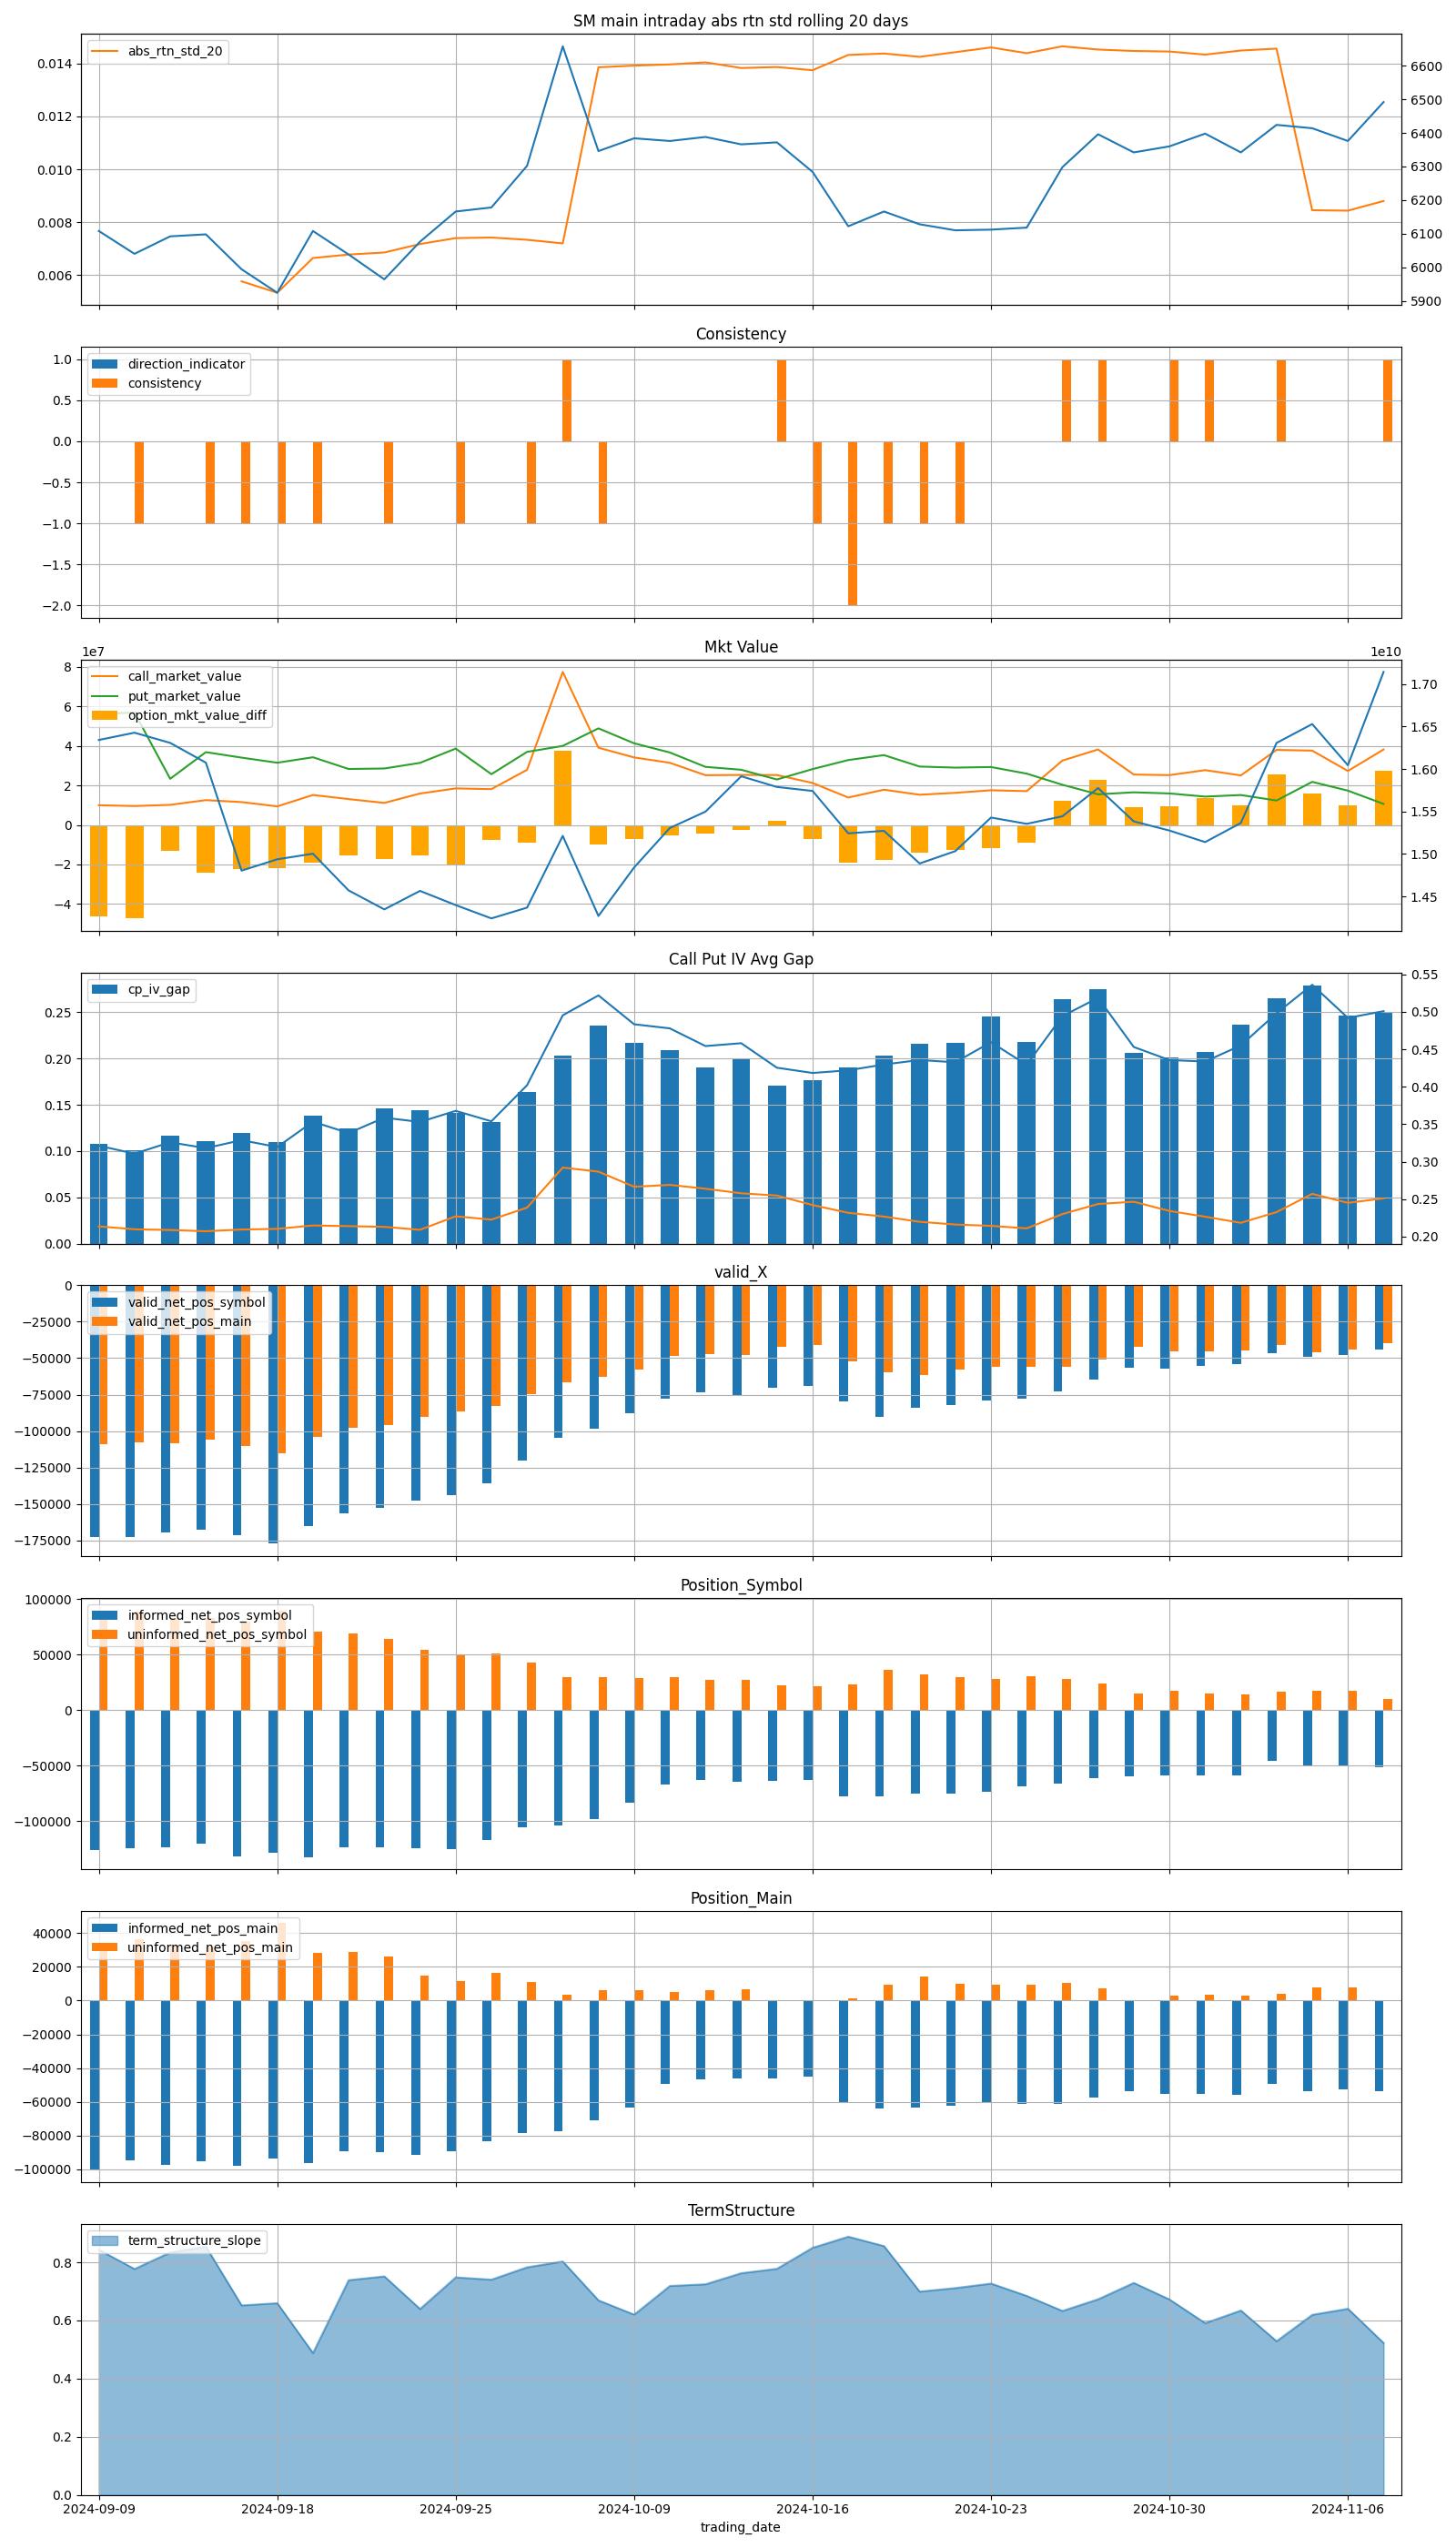 SM main intraday abs rtn std rolling 20 days
abs_rtn_std_20
0.014
0.012
0.010
0.008
0.006
6600
6500
6400
6300
6200
6100
6000
5900
Consistency
direction_indicator
consistency
1.0
0.5
0.0
−0.5
−1.0
−1.5
−2.0
Mkt Value
1e7
1e10
call_market_value
put_market_value
option_mkt_value_diff
8
6
4
2
0
−2
−4
1.70
1.65
1.60
1.55
1.50
1.45
Call Put IV Avg Gap
cp_iv_gap
0.25
0.20
0.15
0.10
0.05
0.00
0.55
0.50
0.45
0.40
0.35
0.30
0.25
0.20
valid_X
valid_net_pos_symbol
valid_net_pos_main
0
−25000
−50000
−75000
−100000
−125000
−150000
−175000
Position_Symbol
informed_net_pos_symbol
uninformed_net_pos_symbol
100000
50000
0
−50000
−100000
Position_Main
informed_net_pos_main
uninformed_net_pos_main
40000
20000
0
−20000
−40000
−60000
−80000
−100000
TermStructure
term_structure_slope
0.8
0.6
0.4
0.2
0.0
2024-09-09 2024-09-18 2024-09-25 2024-10-09 2024-10-16 2024-10-23 2024-10-30 2024-11-06
trading_date